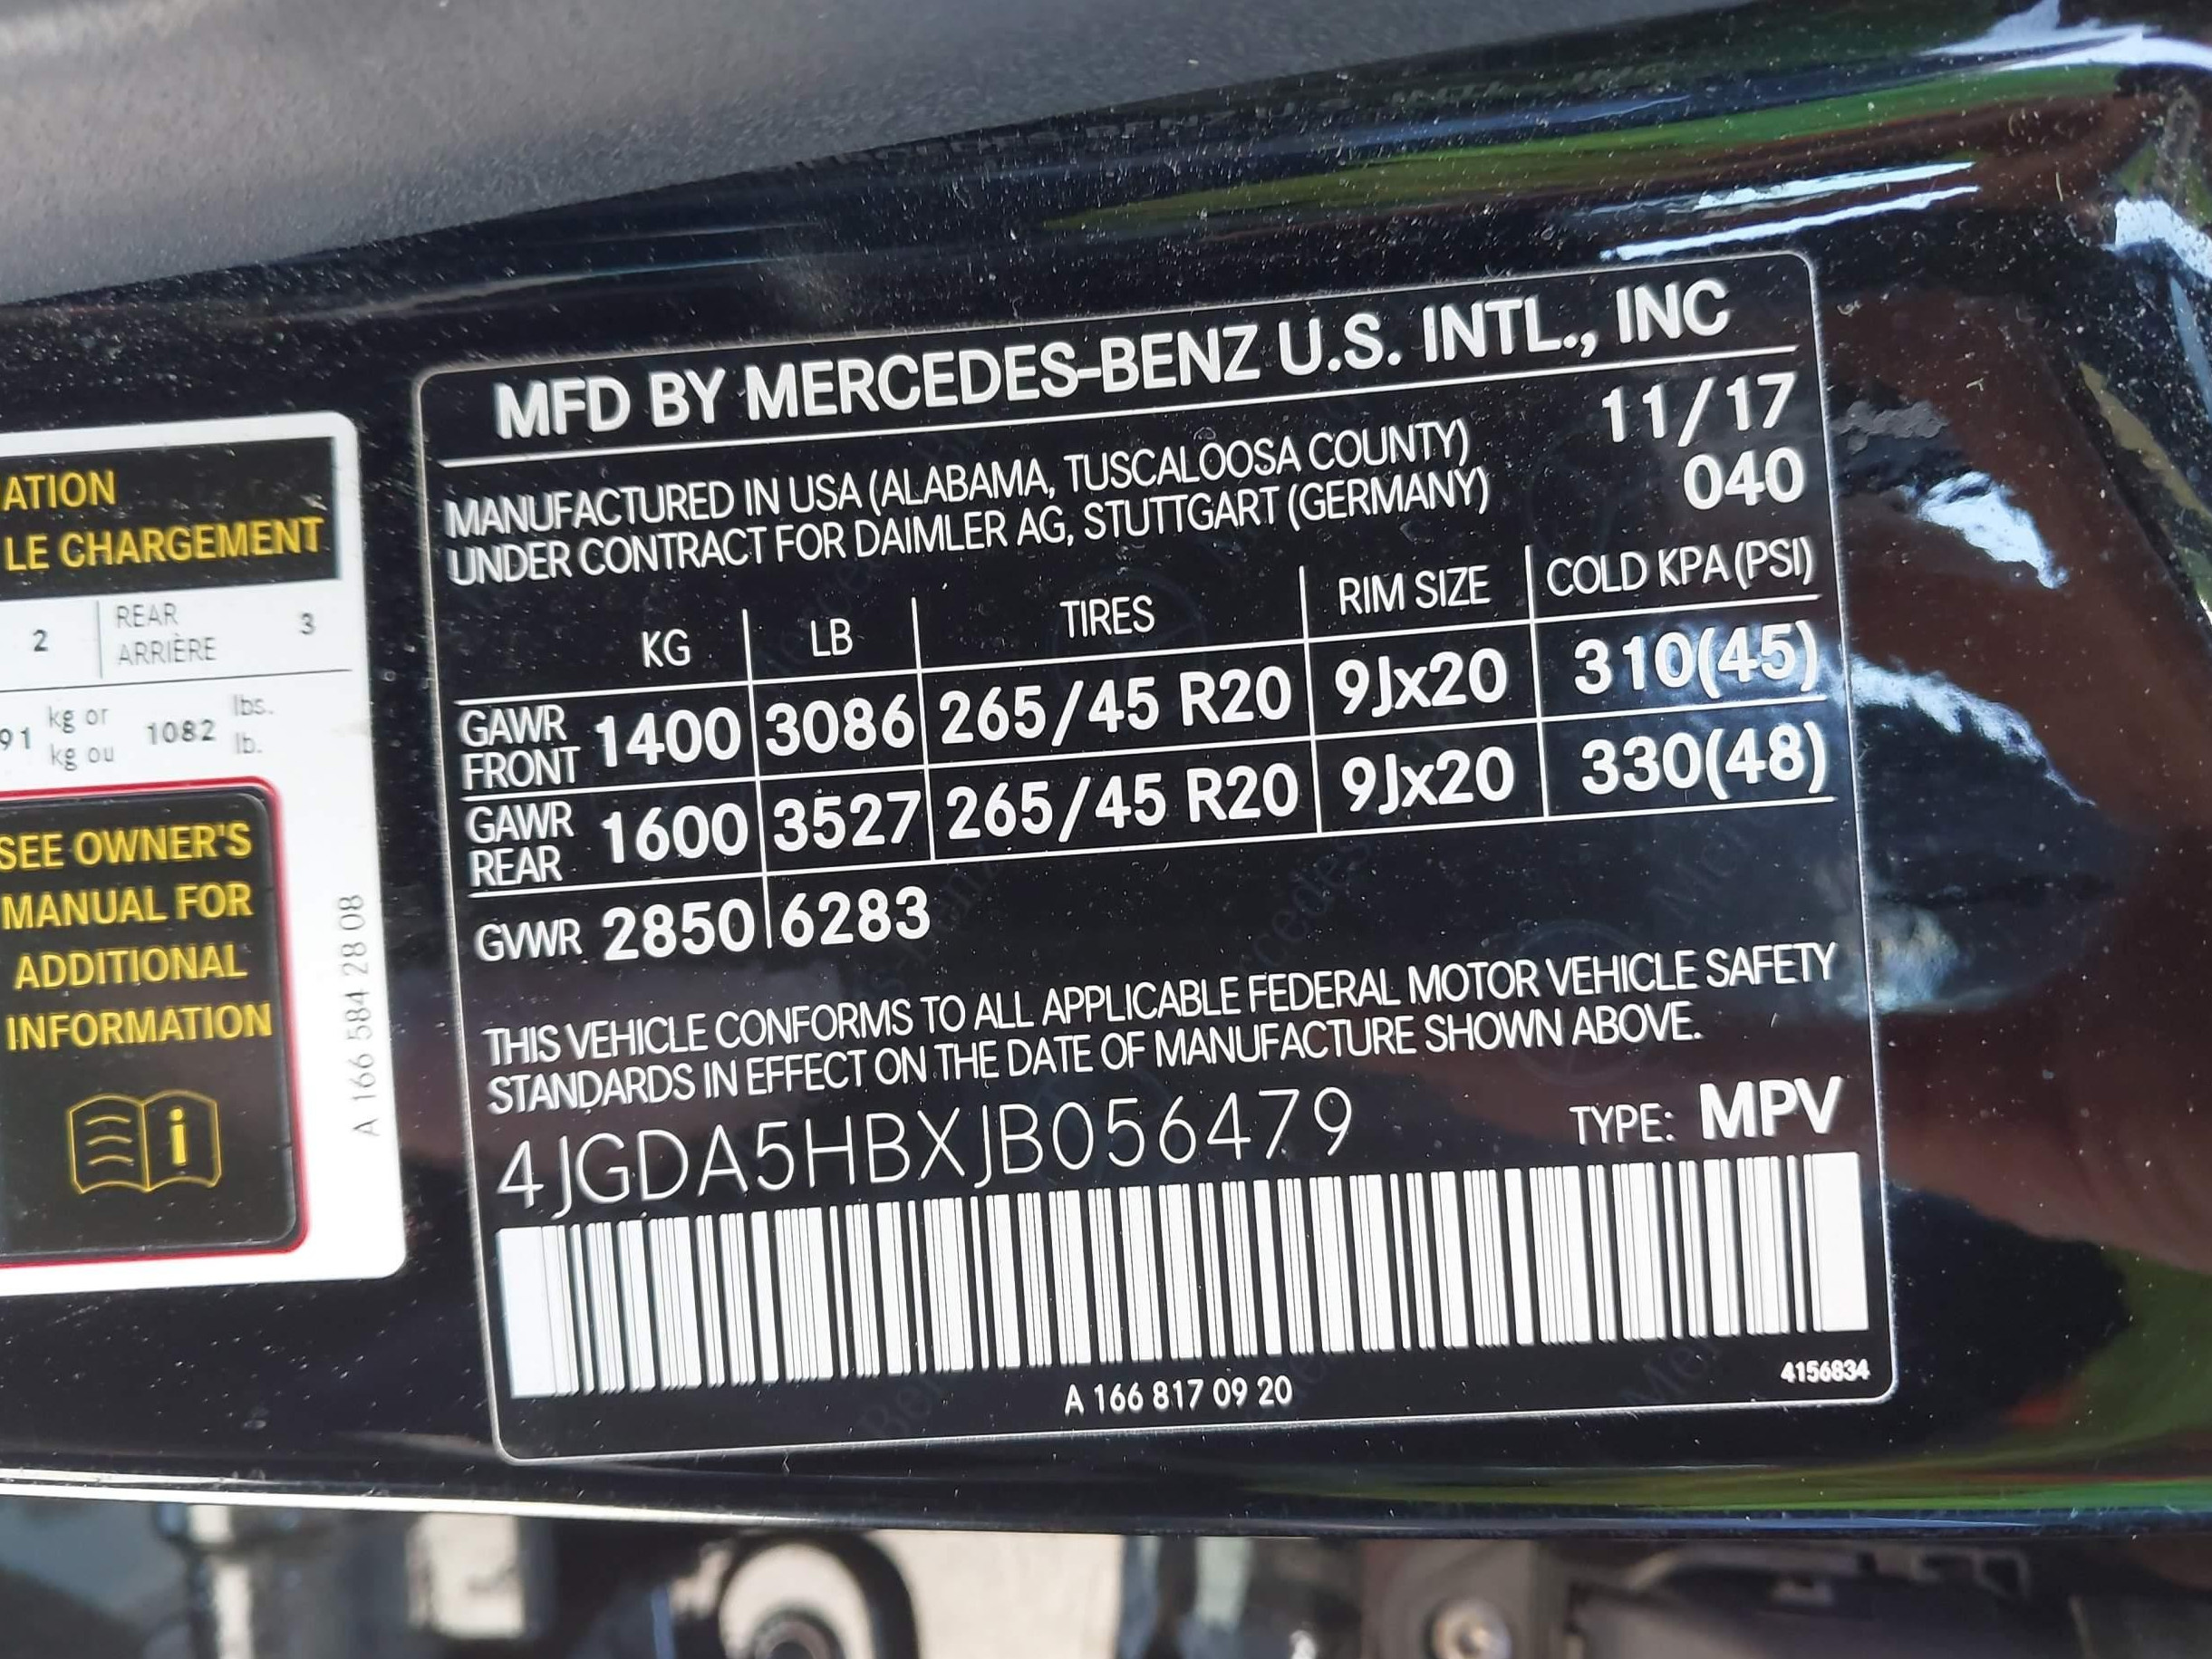 MFD BY MERCEDES-BENZ U.S. INTL., INC
11/17
MANUFACTURED IN USA (ALABAMA, TUSCALOOSA COUNTY)
UNDER CONTRACT FOR DAIMLER AG, STUTTGART (GERMANY)
040
KG LB TIRES RIM SIZE COLD KPA (PSI)
GAWR FRONT 1400 3086 265/45 R20 9Jx20 310(45)
GAWR REAR 1600 3527 265/45 R20 9Jx20 330(48)
GVWR 2850 6283
THIS VEHICLE CONFORMS TO ALL APPLICABLE FEDERAL MOTOR VEHICLE SAFETY
STANDARDS IN EFFECT ON THE DATE OF MANUFACTURE SHOWN ABOVE.
4JGDA5HBXJB056479 TYPE: MPV
A 166 817 09 20
4156834
ATION
LE CHARGEMENT
2 REAR 3
ARRIÈRE
91 kg or 1082 lbs.
kg ou lb.
SEE OWNER'S
MANUAL FOR
ADDITIONAL
INFORMATION
A 166 584 28 08